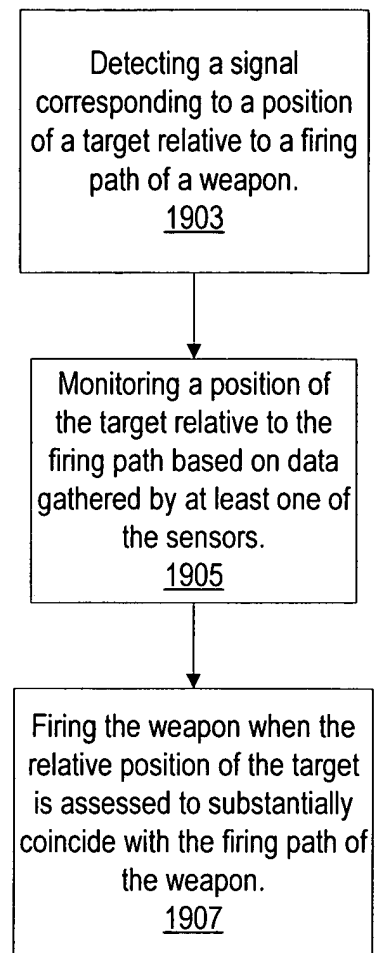 Detecting a signal
corresponding to a position
of a target relative to a firing
path of a weapon.
1903
Monitoring a position of
the target relative to the
firing path based on data
gathered by at least one of
the sensors.
1905
Firing the weapon when the
relative position of the target
is assessed to substantially
coincide with the firing path of
the weapon.
1907